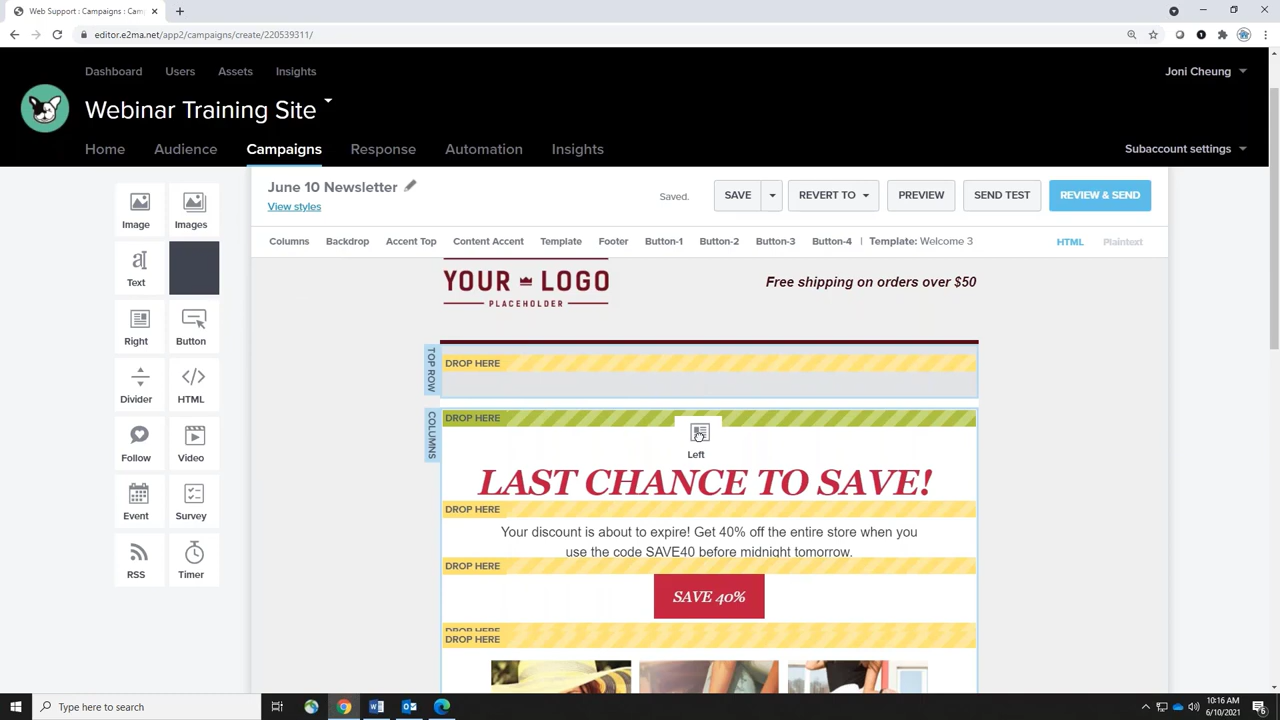 Web Support : Campaigns : Cam
editor.e2ma.net/app2/campaigns/create/220539311/
Dashboard Users Assets Insights
Joni Cheung
Webinar Training Site
Home Audience Campaigns Response Automation Insights
Subaccount settings
June 10 Newsletter
View styles
Saved.
SAVE
REVERT TO
PREVIEW
SEND TEST
REVIEW & SEND
Columns Backdrop Accent Top Content Accent Template Footer Button-1 Button-2 Button-3 Button-4 | Template: Welcome 3
HTML Plaintext
Image Images
Text
Right Button
Divider HTML
Follow Video
Event Survey
RSS Timer
YOUR LOGO
PLACEHOLDER
Free shipping on orders over $50
TOP ROW
DROP HERE
COLUMNS
DROP HERE
Left
LAST CHANCE TO SAVE!
DROP HERE
Your discount is about to expire! Get 40% off the entire store when you
use the code SAVE40 before midnight tomorrow.
DROP HERE
SAVE 40%
DROP HERE
DROP HERE
Type here to search
10:16 AM
6/10/2021